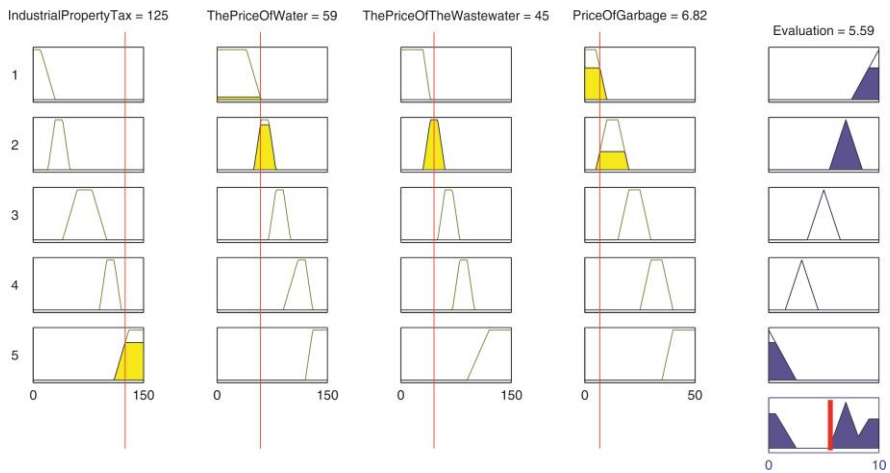 IndustrialPropertyTax = 125
ThePriceOfWater = 59
ThePriceOfTheWastewater = 45
PriceOfGarbage = 6.82
Evaluation = 5.59
1
2
3
4
5
0 150
0 150
0 150
0 50
0 10